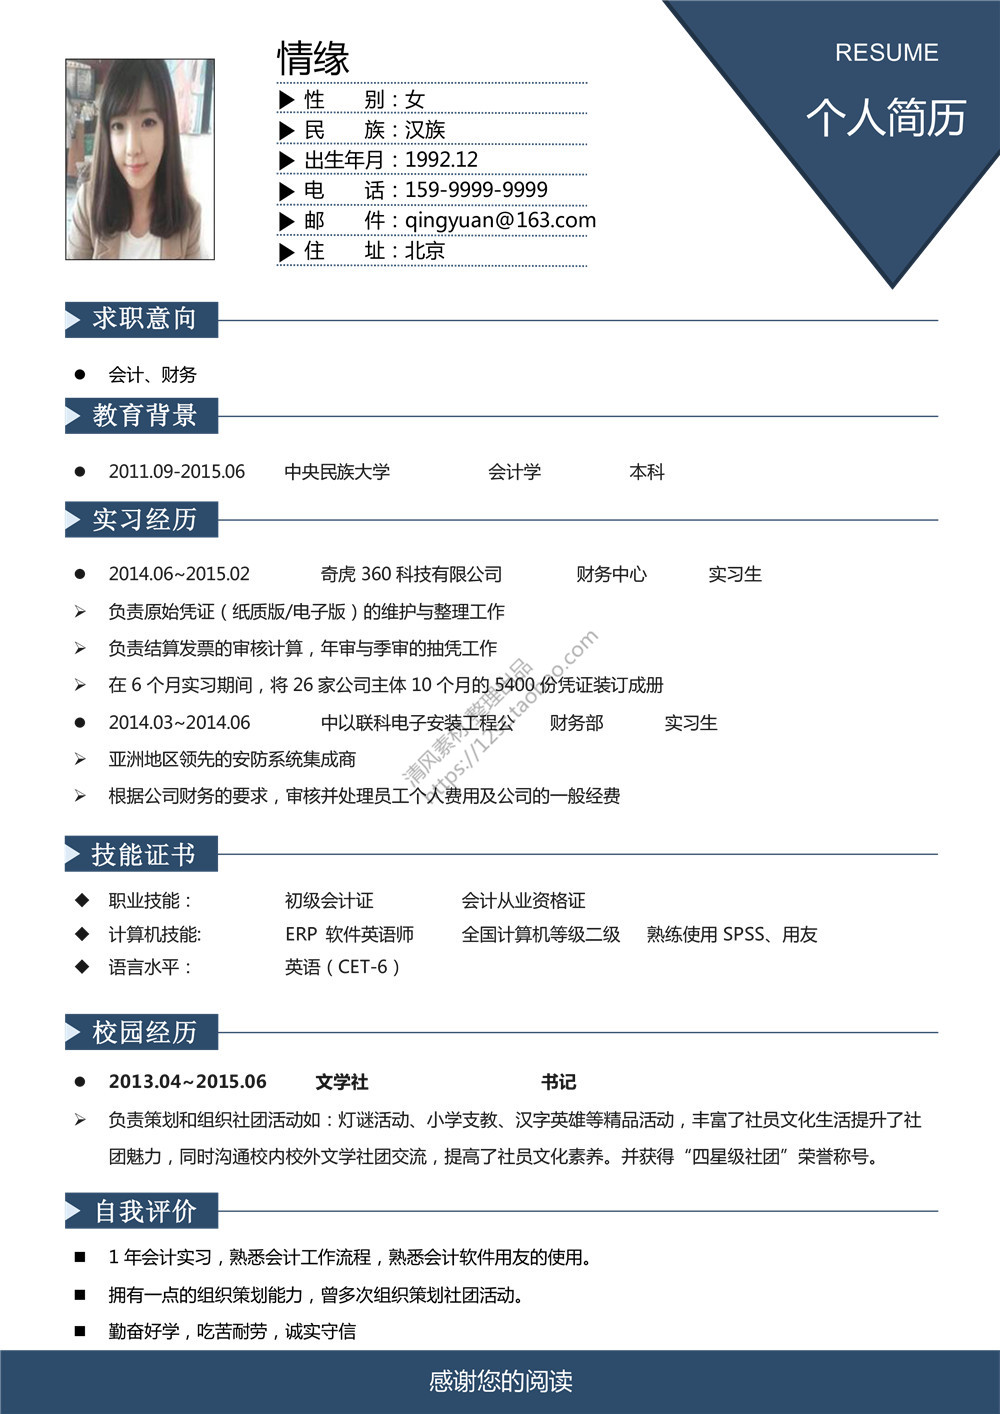 RESUME
个人简历
情缘
性　　别：女
民　　族：汉族
出生年月：1992.12
电　　话：159-9999-9999
邮　　件：qingyuan@163.com
住　　址：北京
求职意向
会计、财务
教育背景
2011.09-2015.06 中央民族大学 会计学 本科
实习经历
2014.06~2015.02 奇虎 360 科技有限公司 财务中心 实习生
负责原始凭证（纸质版/电子版）的维护与整理工作
负责结算发票的审核计算，年审与季审的抽凭工作
在 6 个月实习期间，将 26 家公司主体 10 个月的 5400 份凭证装订成册
2014.03~2014.06 中以联科电子安装工程公 财务部 实习生
亚洲地区领先的安防系统集成商
根据公司财务的要求，审核并处理员工个人费用及公司的一般经费
清风素材 整理出品
技能证书
职业技能： 初级会计证 会计从业资格证
计算机技能: ERP 软件英语师 全国计算机等级二级 熟练使用 SPSS、用友
语言水平： 英语（CET-6）
校园经历
2013.04~2015.06 文学社 书记
负责策划和组织社团活动如：灯谜活动、小学支教、汉字英雄等精品活动，丰富了社员文化生活提升了社
团魅力，同时沟通校内校外文学社团交流，提高了社员文化素养。并获得“四星级社团”荣誉称号。
自我评价
1 年会计实习，熟悉会计工作流程，熟悉会计软件用友的使用。
拥有一点的组织策划能力，曾多次组织策划社团活动。
勤奋好学，吃苦耐劳，诚实守信
感谢您的阅读